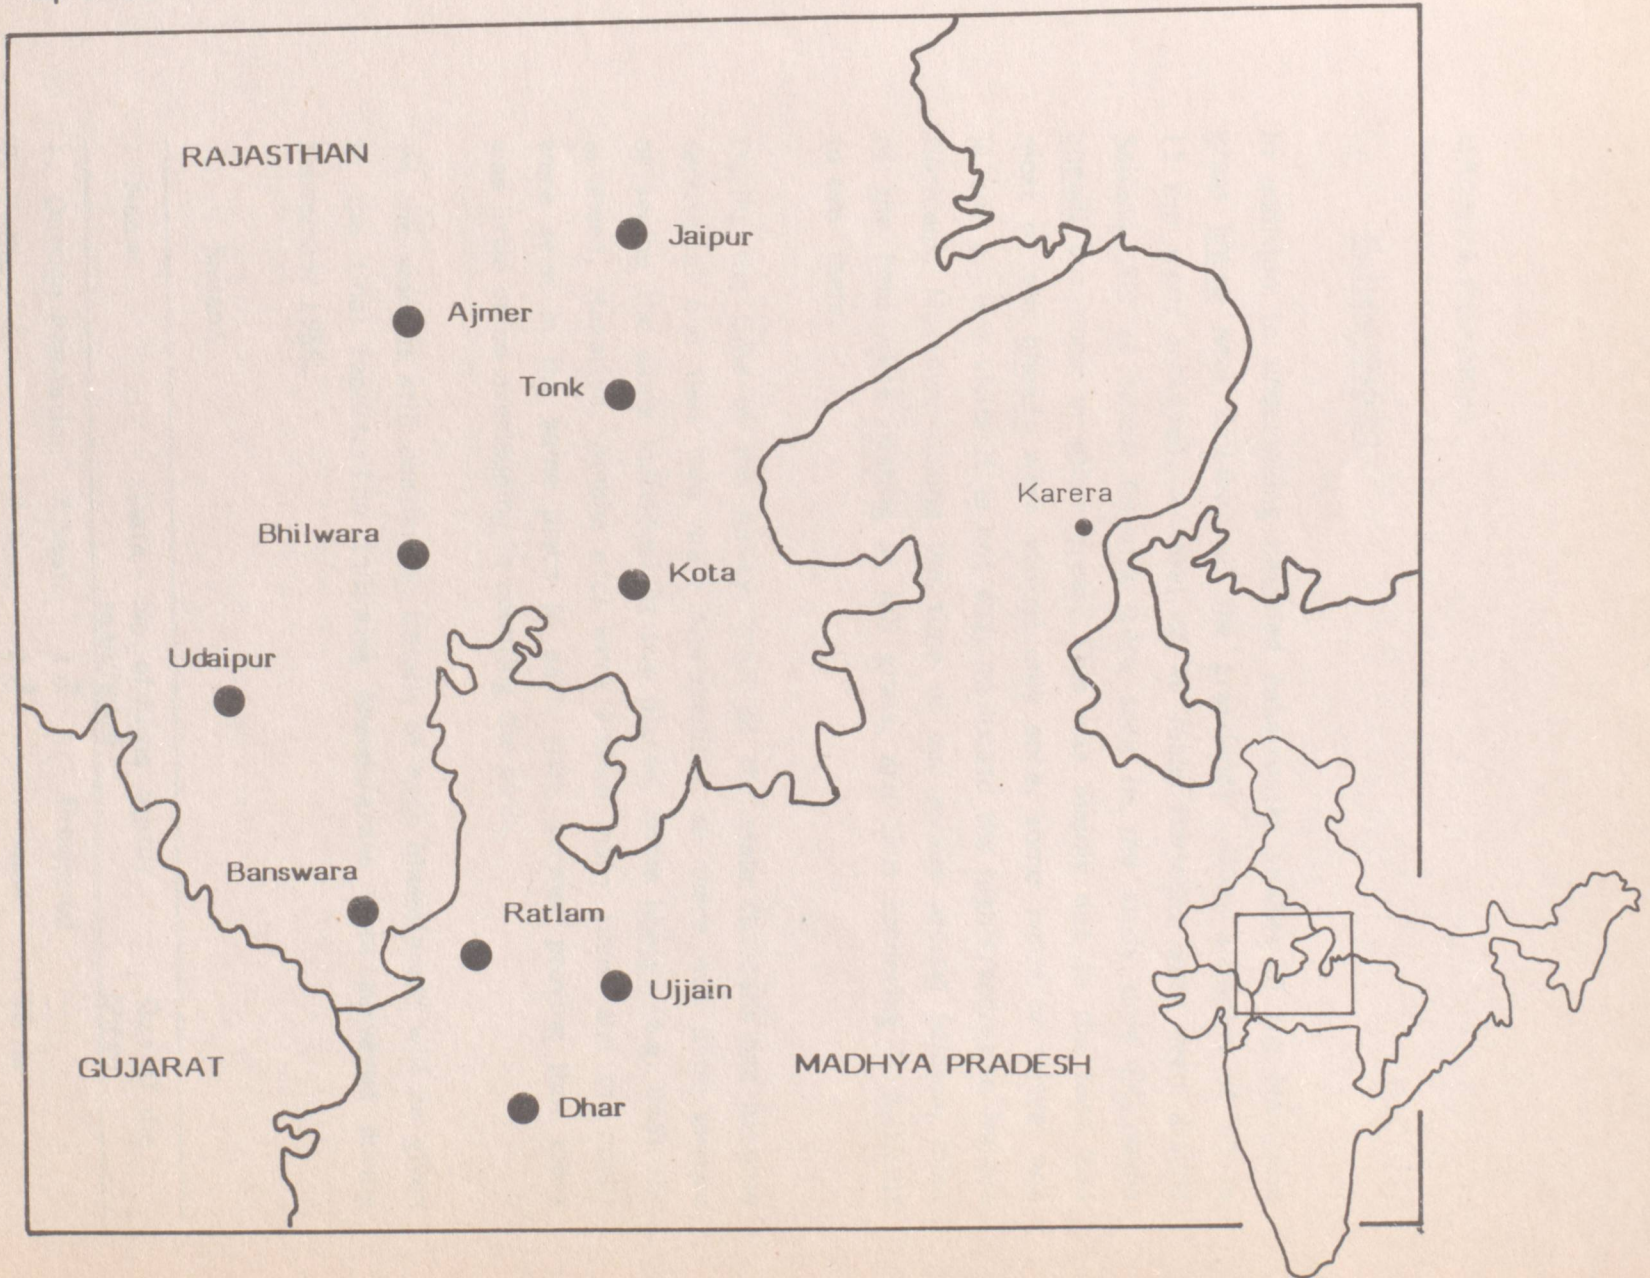 RAJASTHAN
Jaipur
Ajmer
Tonk
Karera
Bhilwara
Kota
Udaipur
Banswara
Ratlam
Ujjain
GUJARAT
MADHYA PRADESH
Dhar